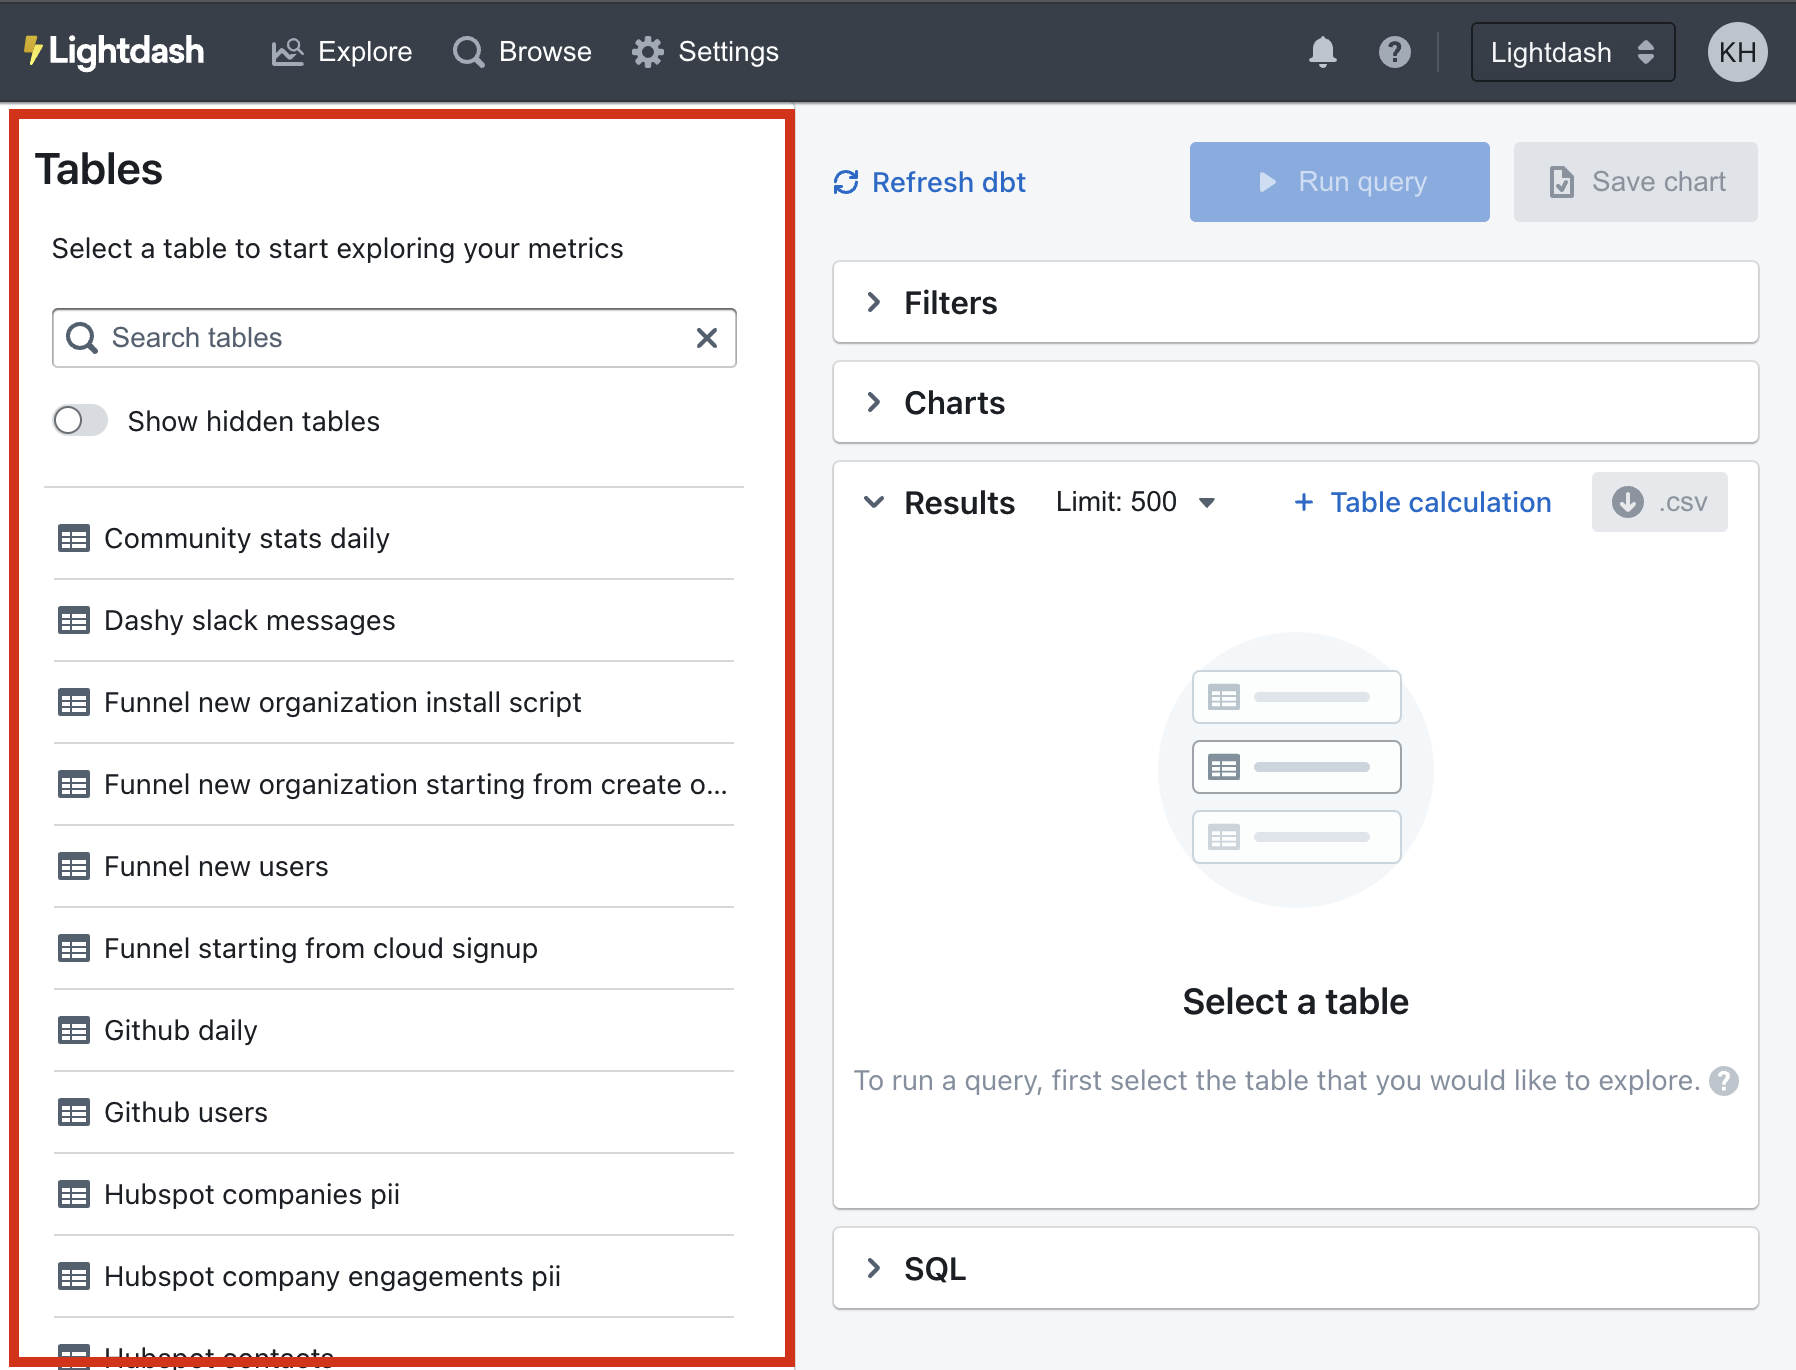 Lightdash Explore Browse Settings Lightdash KH
Tables
Select a table to start exploring your metrics
Search tables
Show hidden tables
Community stats daily
Dashy slack messages
Funnel new organization install script
Funnel new organization starting from create o...
Funnel new users
Funnel starting from cloud signup
Github daily
Github users
Hubspot companies pii
Hubspot company engagements pii
Hubspot contacts
Refresh dbt Run query Save chart
Filters
Charts
Results Limit: 500 + Table calculation .csv
Select a table
To run a query, first select the table that you would like to explore. ?
SQL